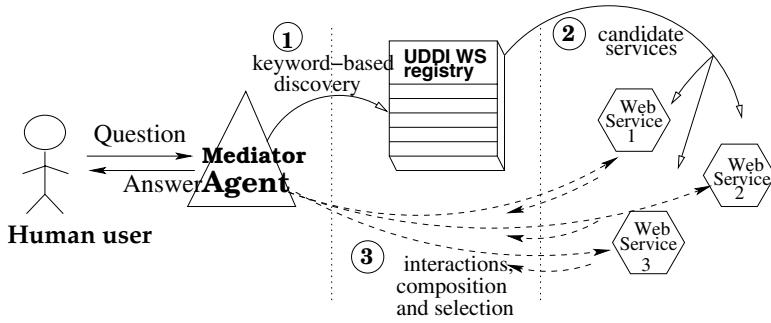 1
keyword-based
discovery
UDDI WS
registry
2
candidate
services
Web
Service
1
Web
Service
2
Web
Service
3
Question
Answer
Mediator
Agent
Human user
3
interactions,
composition
and selection